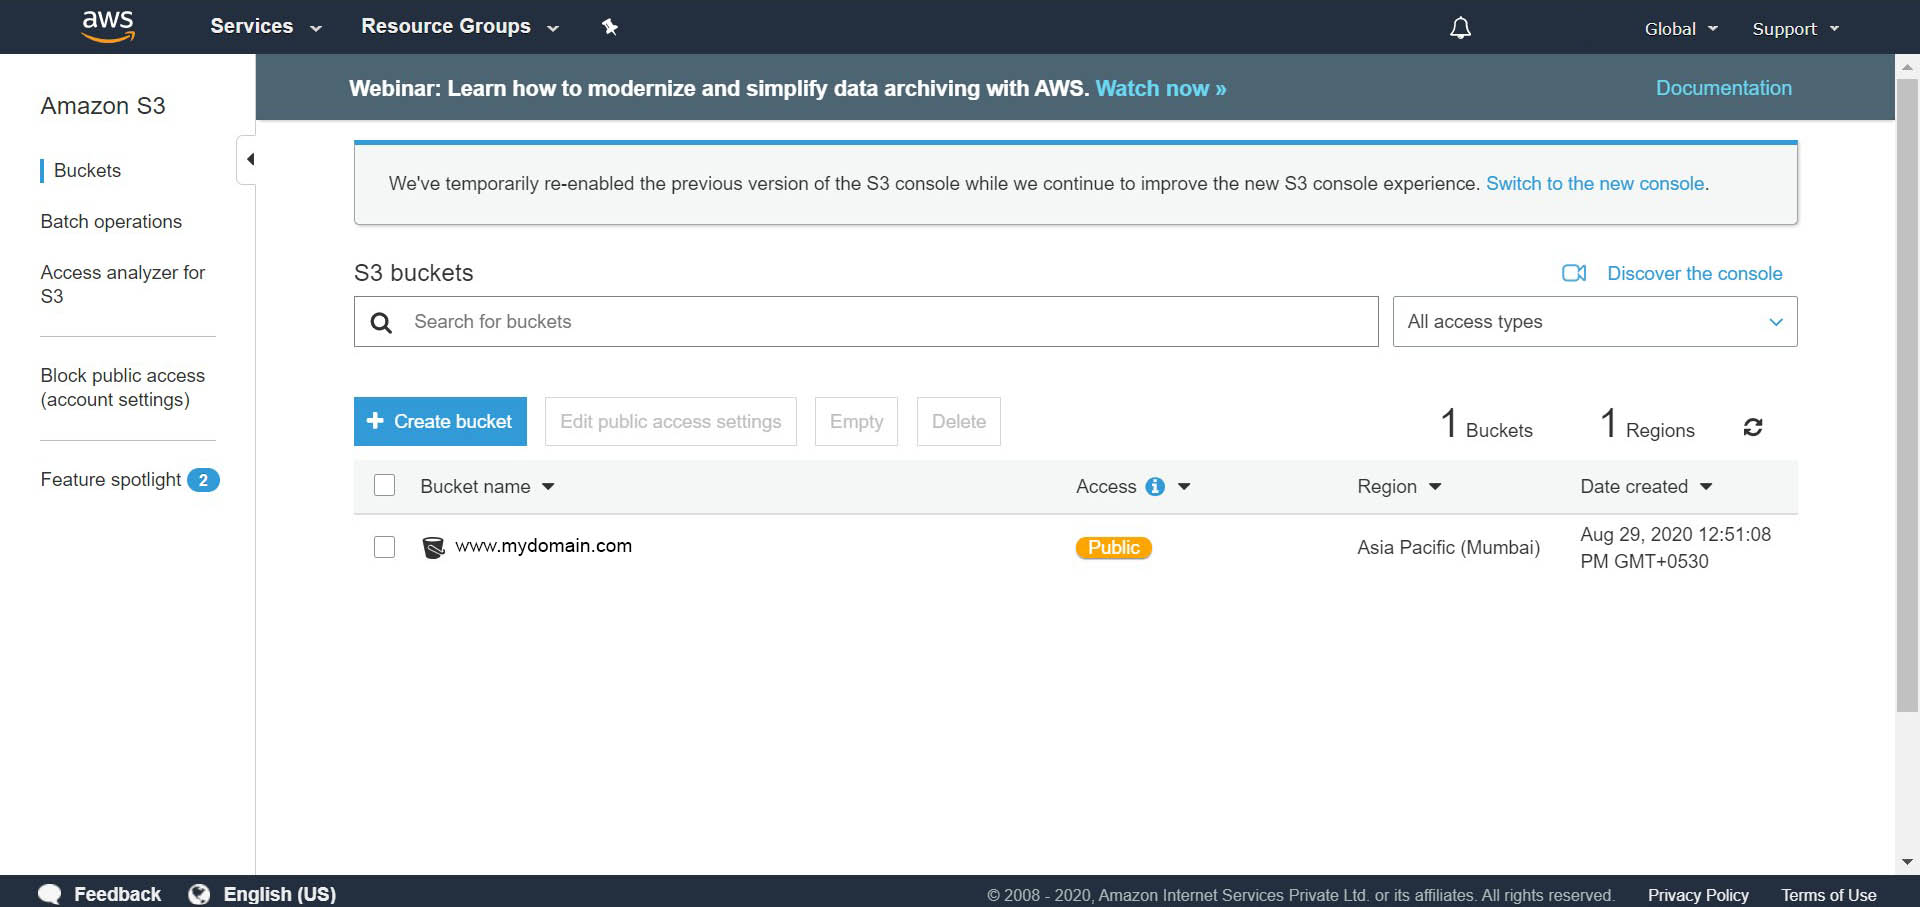 aws Services Resource Groups Global Support
Amazon S3
Buckets
Batch operations
Access analyzer for
S3
Block public access
(account settings)
Feature spotlight 2
Webinar: Learn how to modernize and simplify data archiving with AWS. Watch now » Documentation
We've temporarily re-enabled the previous version of the S3 console while we continue to improve the new S3 console experience. Switch to the new console.
S3 buckets Discover the console
Search for buckets All access types
+ Create bucket Edit public access settings Empty Delete 1 Buckets 1 Regions
Bucket name Access Region Date created
www.mydomain.com Public Asia Pacific (Mumbai) Aug 29, 2020 12:51:08
PM GMT+0530
Feedback English (US) © 2008 - 2020, Amazon Internet Services Private Ltd. or its affiliates. All rights reserved. Privacy Policy Terms of Use